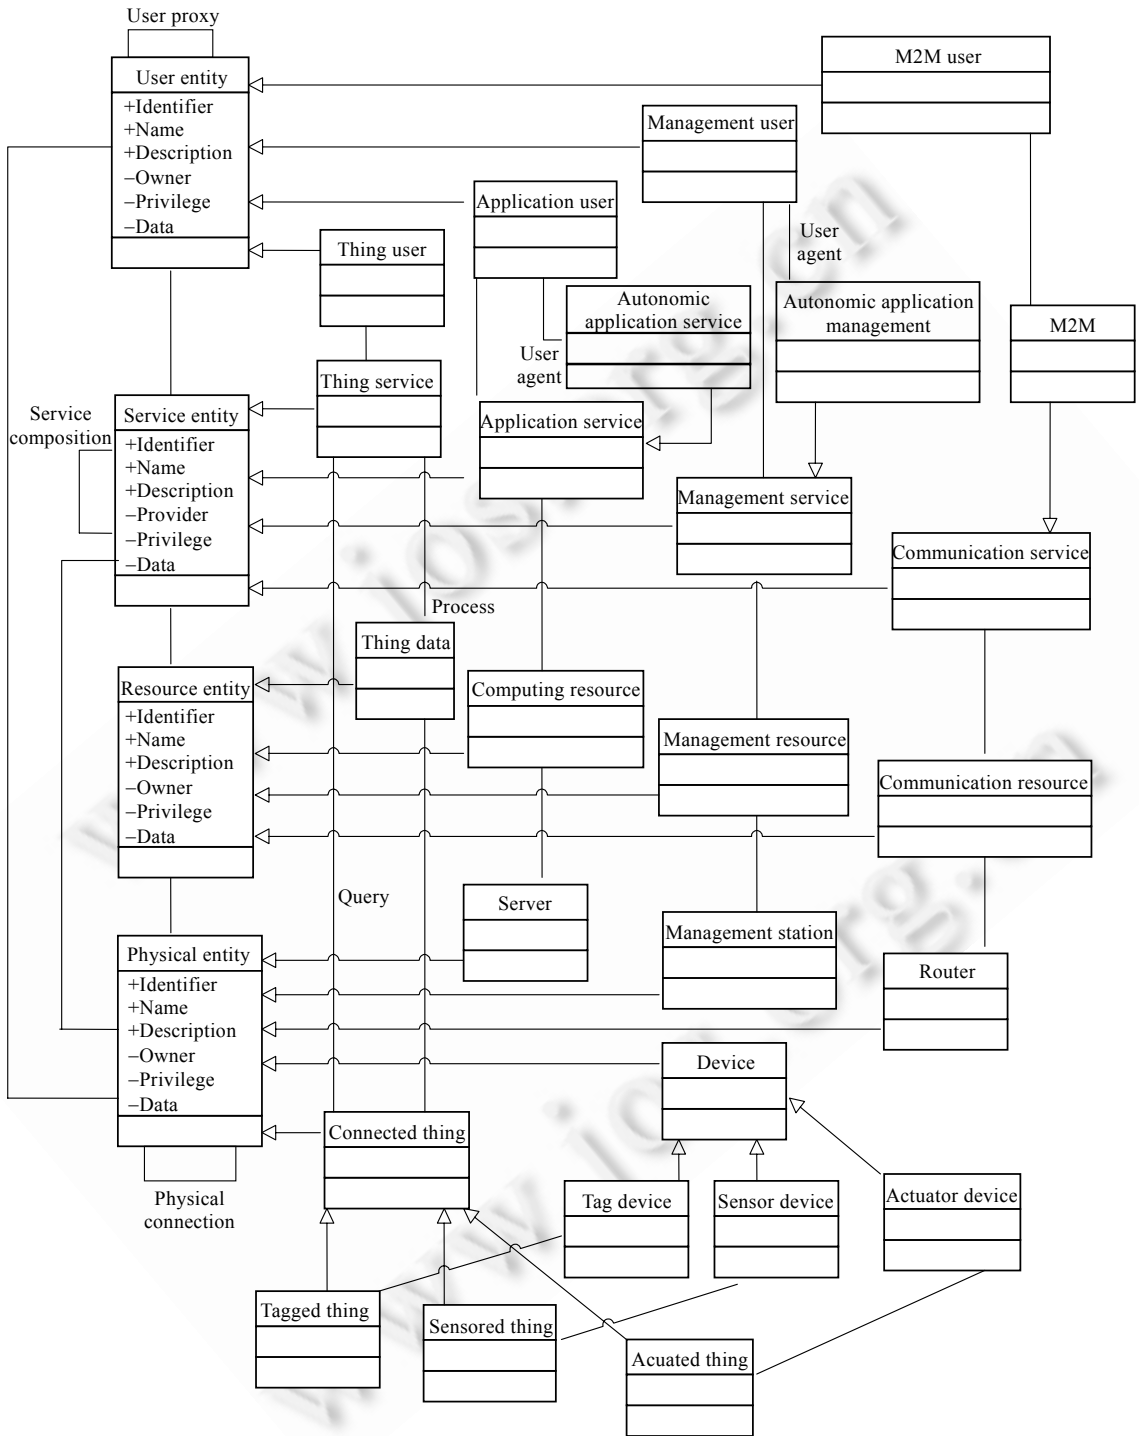 User proxy
User entity
+Identifier
+Name
+Description
−Owner
−Privilege
−Data
M2M user
Management user
Application user
Thing user
User
agent
Autonomic
application service
Autonomic application
management
M2M
User
agent
Thing service
Service
composition
Service entity
+Identifier
+Name
+Description
−Provider
−Privilege
−Data
Application service
Management service
Communication service
Process
Thing data
Resource entity
+Identifier
+Name
+Description
−Owner
−Privilege
−Data
Computing resource
Management resource
Communication resource
Query
Server
Management station
Router
Physical entity
+Identifier
+Name
+Description
−Owner
−Privilege
−Data
Device
Connected thing
Physical
connection
Tag device
Sensor device
Actuator device
Tagged thing
Sensored thing
Acuated thing